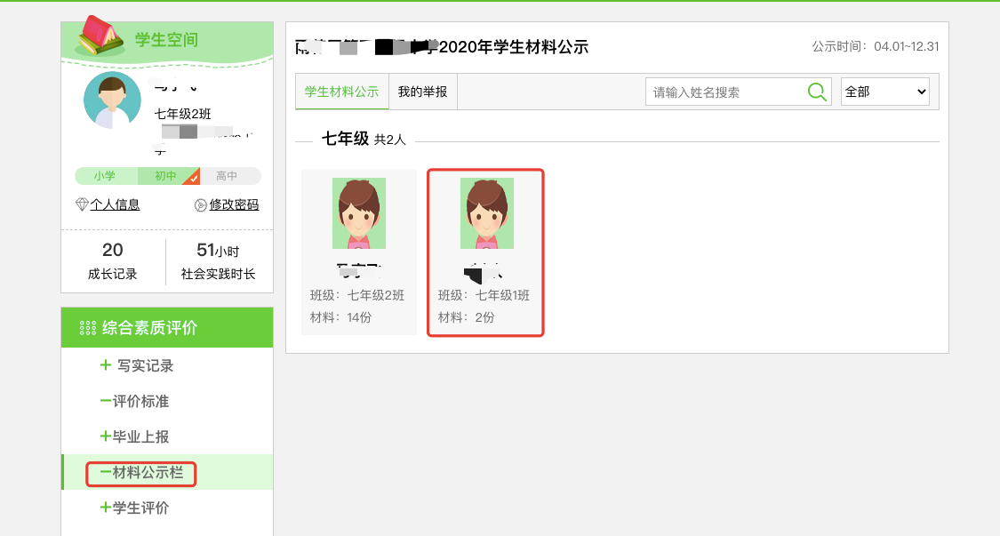 学生空间
七年级2班
小学 初中 高中
个人信息 修改密码
20 51小时
成长记录 社会实践时长
综合素质评价
写实记录
评价标准
毕业上报
材料公示栏
学生评价
2020年学生材料公示 公示时间：04.01~12.31
学生材料公示 我的举报 请输入姓名搜索 全部
七年级 共2人
班级：七年级2班
材料：14份
班级：七年级1班
材料：2份